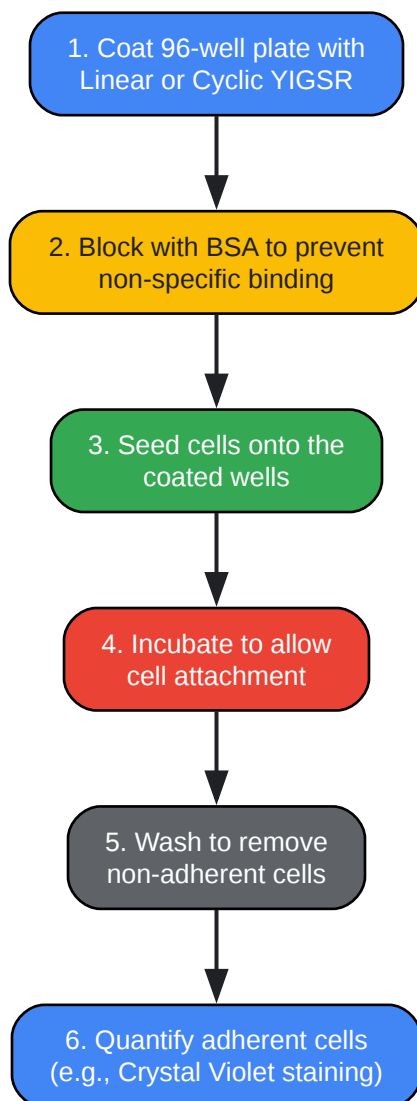 1. Coat 96-well plate with
Linear or Cyclic YIGSR
2. Block with BSA to prevent
non-specific binding
3. Seed cells onto the
coated wells
4. Incubate to allow
cell attachment
5. Wash to remove
non-adherent cells
6. Quantify adherent cells
(e.g., Crystal Violet staining)